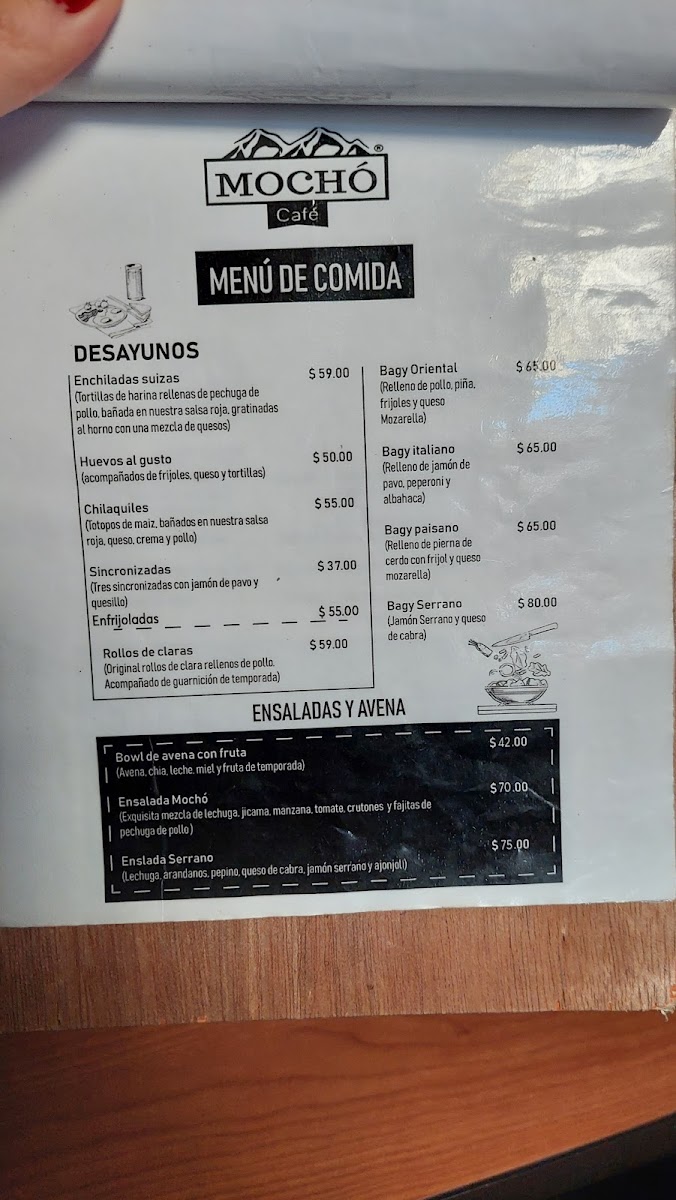 MOCHÓ®
Café
MENÚ DE COMIDA
DESAYUNOS
Enchiladas suizas $ 59.00
(Tortillas de harina rellenas de pechuga de
pollo, bañada en nuestra salsa roja, gratinadas
al horno con una mezcla de quesos)
Huevos al gusto $ 50.00
(acompañados de frijoles, queso y tortillas)
Chilaquiles $ 55.00
(Totopos de maiz, bañados en nuestra salsa
roja, queso, crema y pollo)
Sincronizadas $ 37.00
(Tres sincronizadas con jamón de pavo y
quesillo)
Enfrijoladas $ 55.00
Rollos de claras $ 59.00
(Original rollos de clara rellenos de pollo.
Acompañado de guarnición de temporada)
Bagy Oriental $ 65.00
(Relleno de pollo, piña,
frijoles y queso
Mozarella)
Bagy italiano $ 65.00
(Relleno de jamón de
pavo, peperoni y
albahaca)
Bagy paisano $ 65.00
(Relleno de pierna de
cerdo con frijol y queso
mozarella)
Bagy Serrano $ 80.00
(Jamón Serrano y queso
de cabra)
ENSALADAS Y AVENA
Bowl de avena con fruta $ 42.00
(Avena, chia, leche, miel y fruta de temporada)
Ensalada Mochó $ 70.00
(Exquisita mezcla de lechuga, jicama, manzana, tomate, crutones y fajitas de
pechuga de pollo)
Enslada Serrano $ 75.00
(Lechuga, arandanos, pepino, queso de cabra, jamón serrano y ajonjoli)